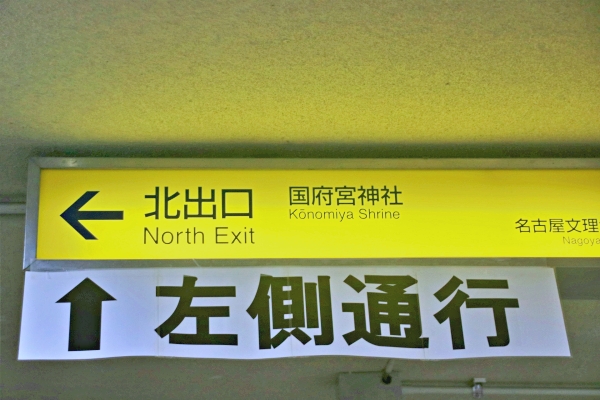 ← 北出口 国府宮神社
North Exit Kōnomiya Shrine
名古屋文理
Nagoya
↑ 左側通行